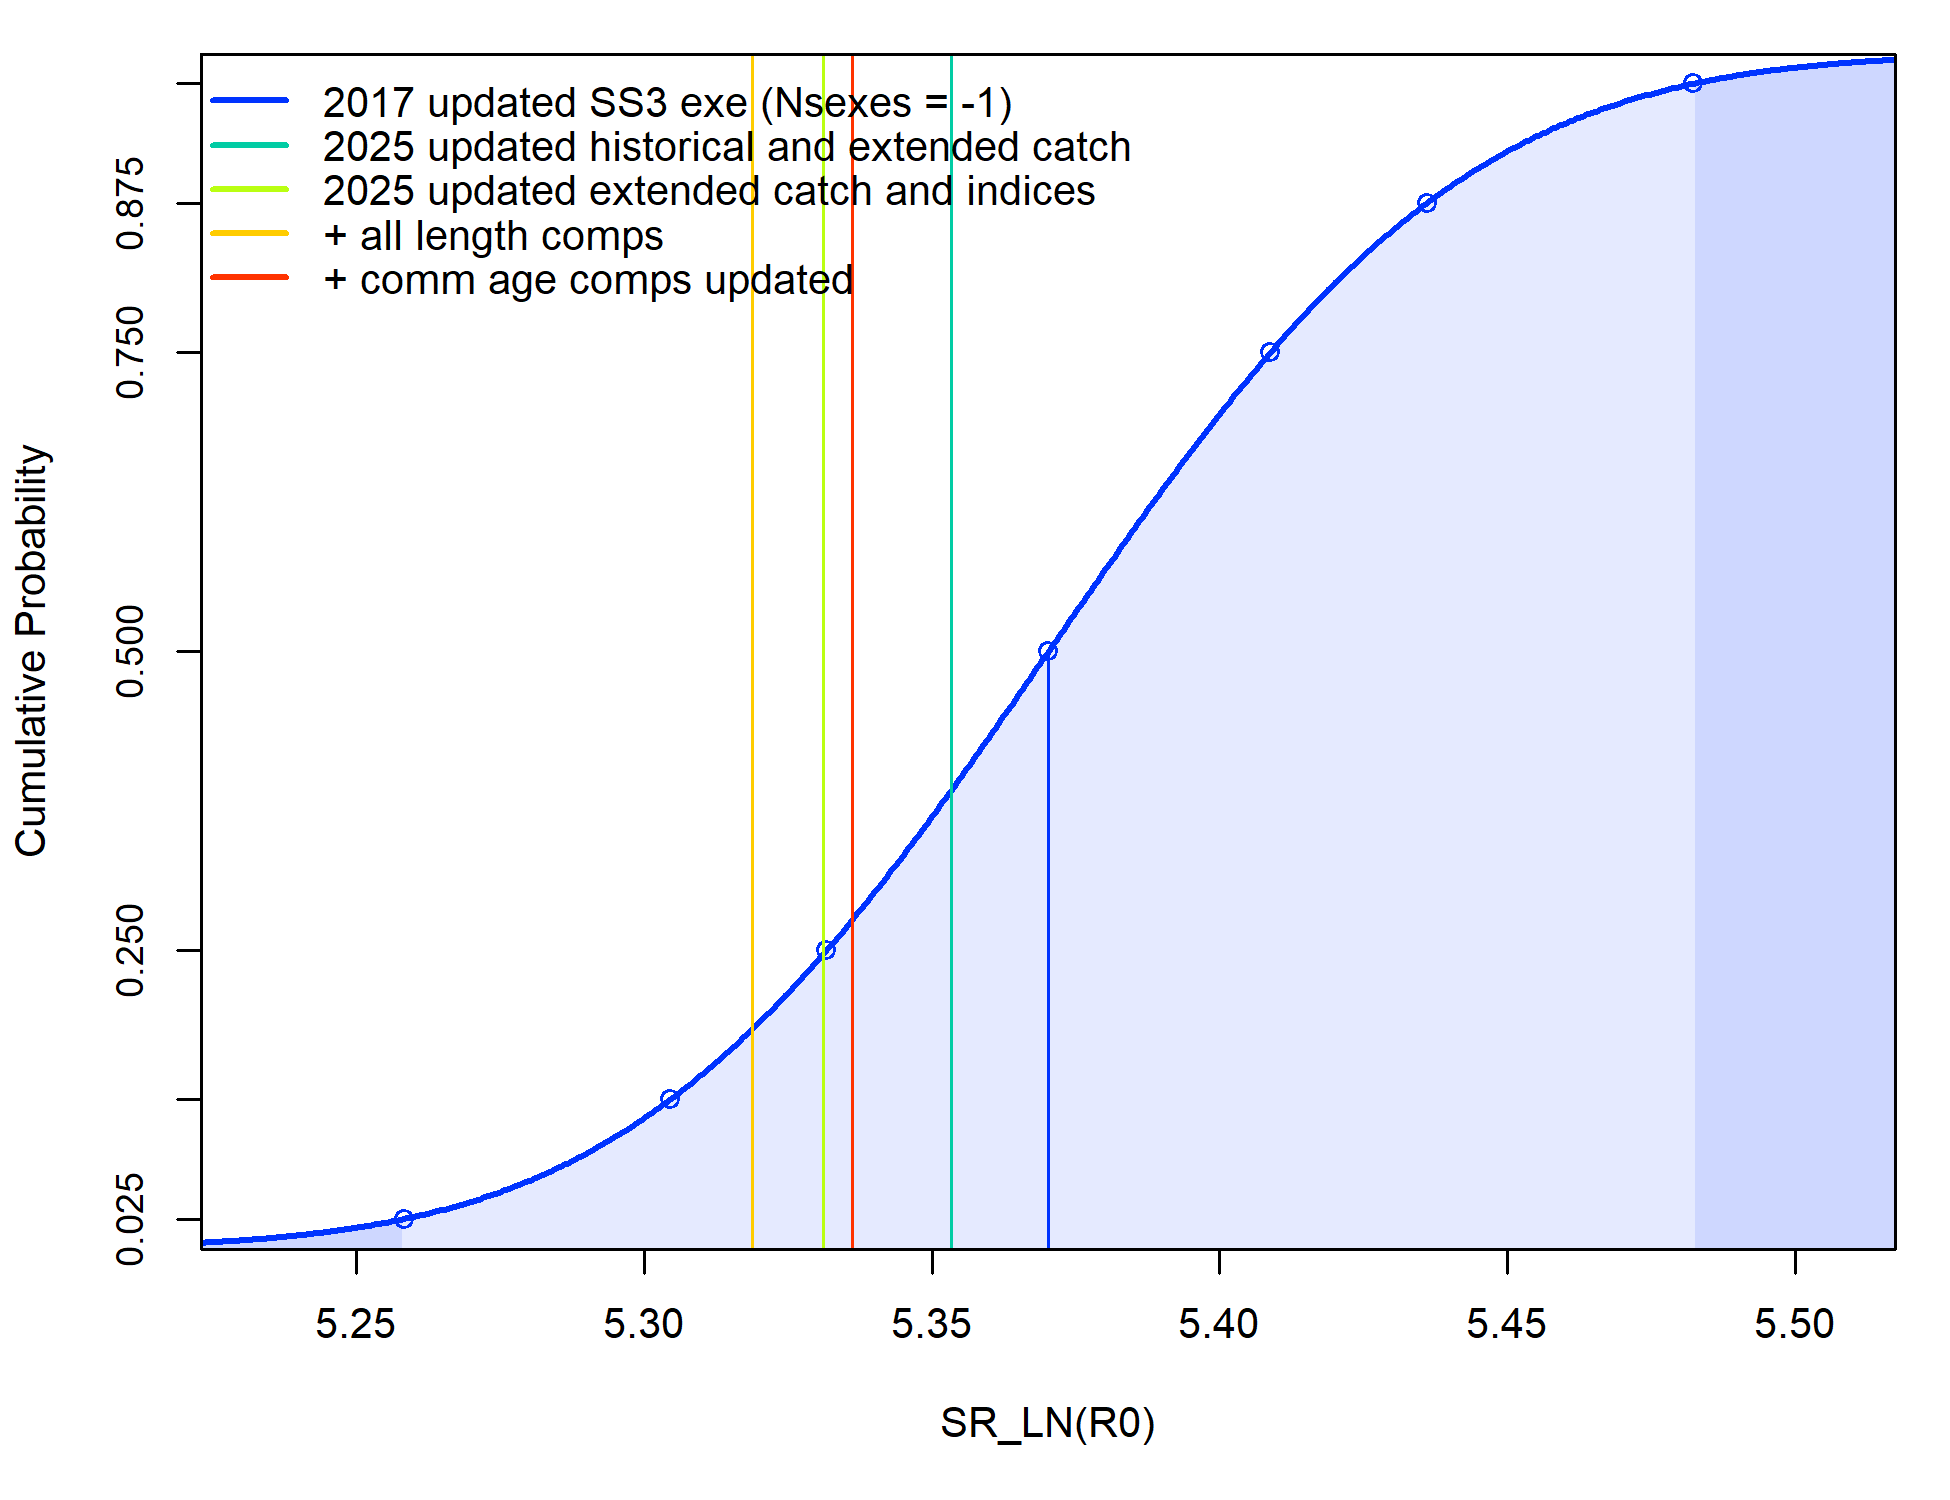 2017 updated SS3 exe (Nsexes = -1)
2025 updated historical and extended catch
2025 updated extended catch and indices
+ all length comps
+ comm age comps updated
Cumulative Probability
0.875
0.750
0.500
0.250
0.025
5.25 5.30 5.35 5.40 5.45 5.50
SR_LN(R0)